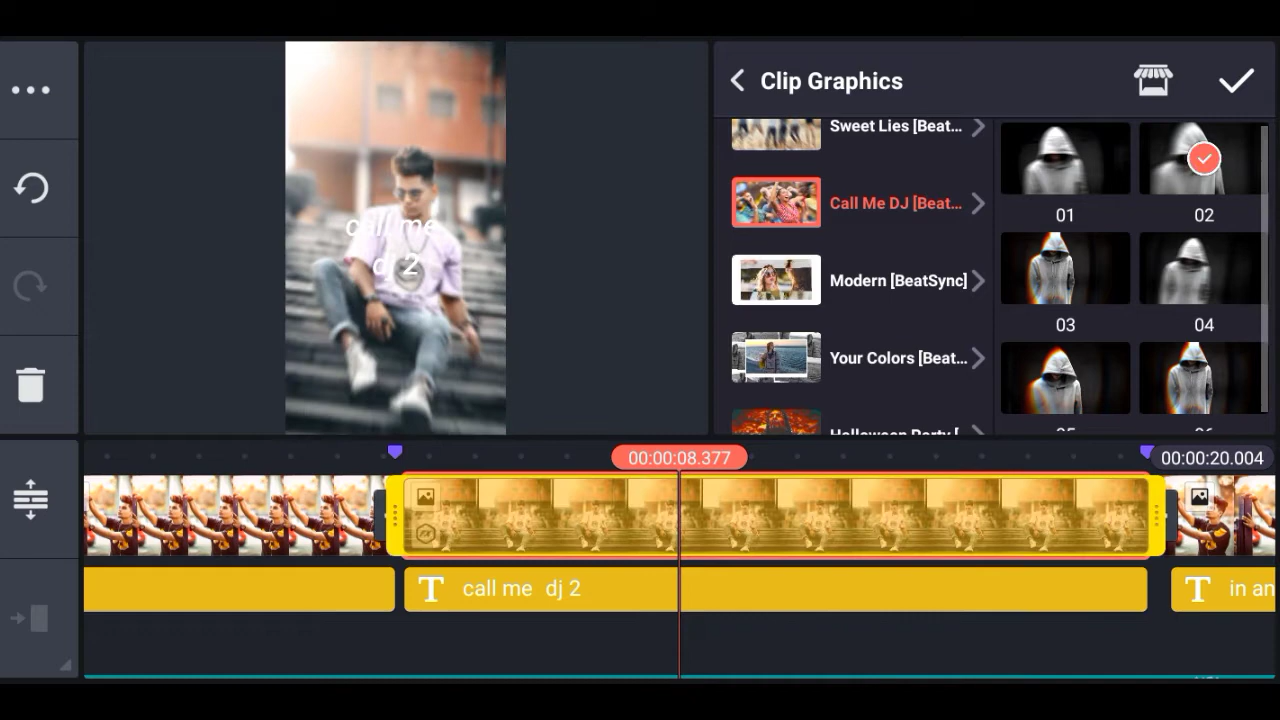 Clip Graphics
Sweet Lies [Beat...
Call Me DJ [Beat...
Modern [BeatSync]
Your Colors [Beat...
Halloween Party [
01
02
03
04
05
06
call me
dj 2
00:00:08.377
00:00:20.004
T call me dj 2
T in an